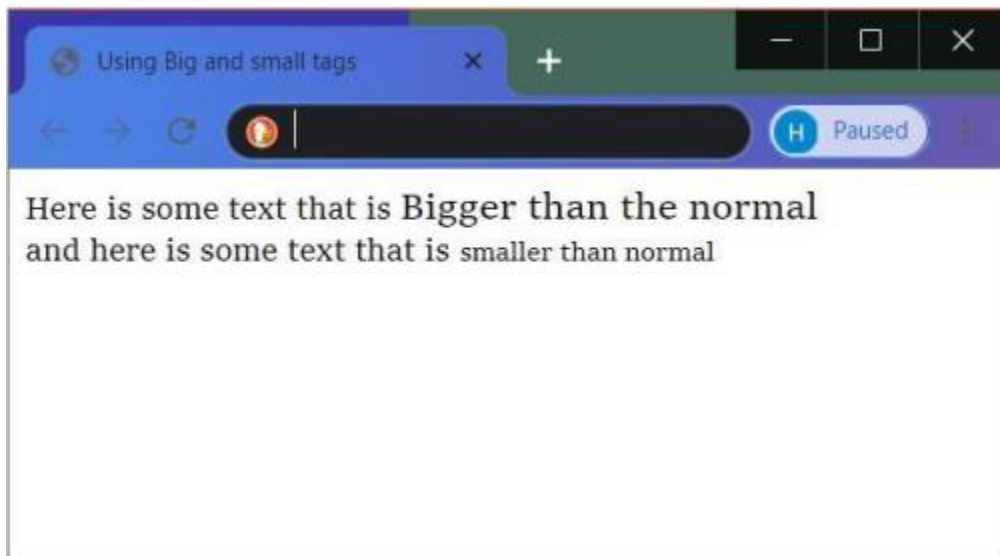 Using Big and small tags
H Paused
Here is some text that is Bigger than the normal
and here is some text that is smaller than normal